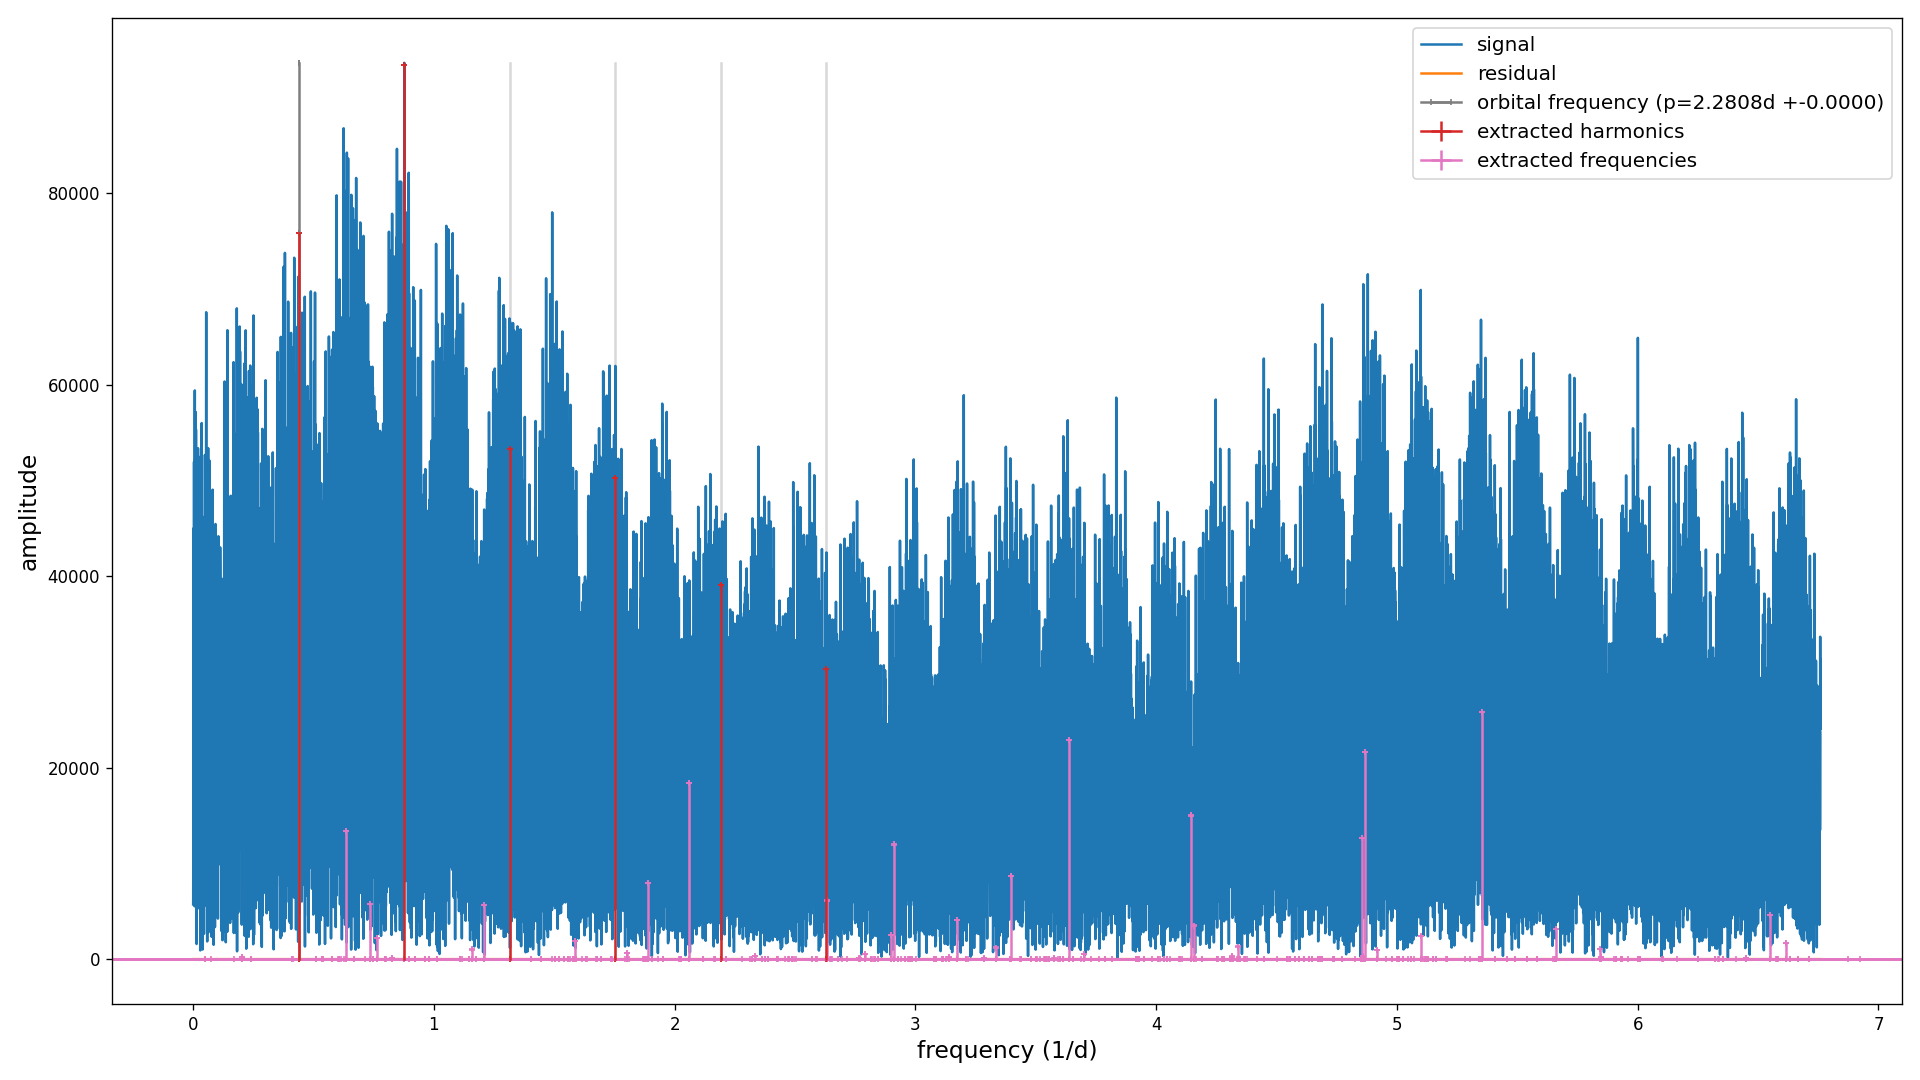 signal
residual
orbital frequency (p=2.2808d +-0.0000)
extracted harmonics
extracted frequencies
amplitude
80000
60000
40000
20000
0
0 1 2 3 4 5 6 7
frequency (1/d)